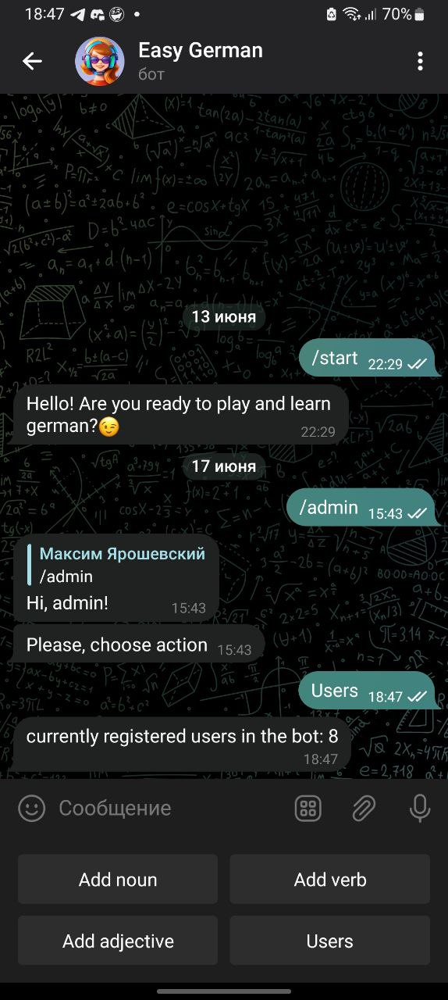 18:47
70%
Easy German
бот
13 июня
/start 22:29
Hello! Are you ready to play and learn
german?😉
22:29
17 июня
/admin 15:43
Максим Ярошевский
/admin
Hi, admin! 15:43
Please, choose action 15:43
Users 18:47
currently registered users in the bot: 8
18:47
Сообщение
Add noun
Add verb
Add adjective
Users